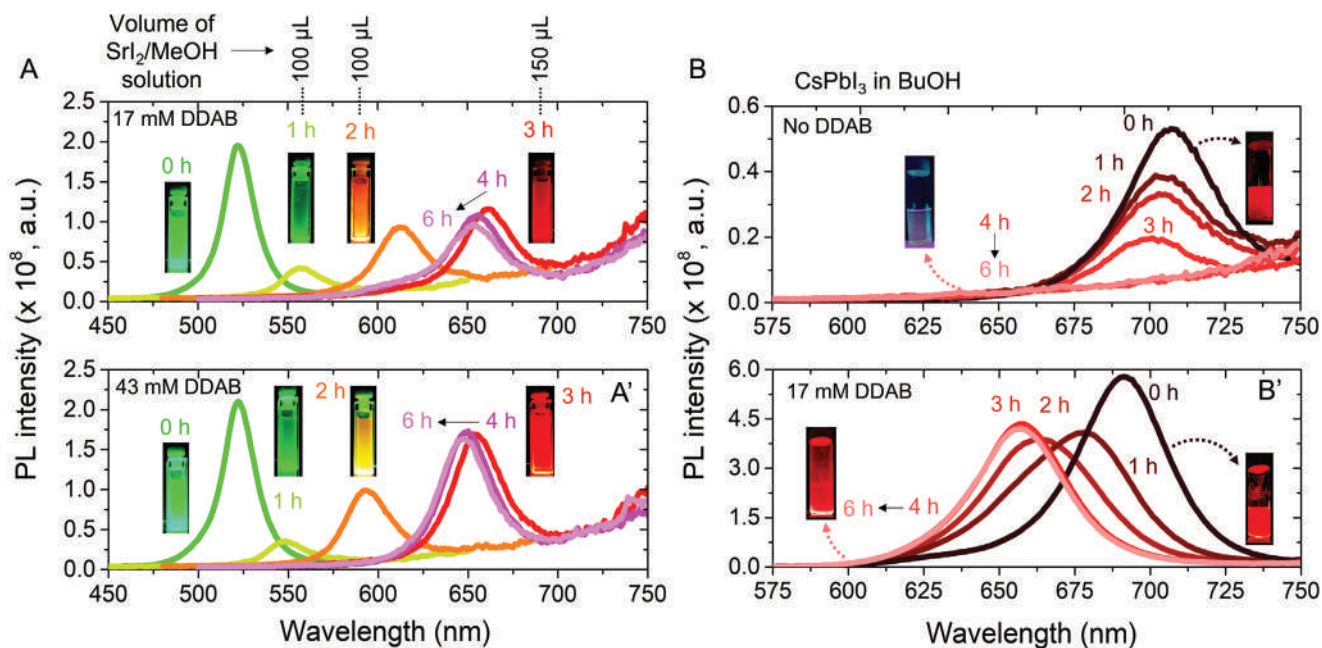 Volume of
SrI₂/MeOH
solution
100 µL
100 µL
150 µL
A
17 mM DDAB
0 h
1 h
2 h
3 h
4 h
6 h
2.5
2.0
1.5
1.0
0.5
0.0
450 500 550 600 650 700 750
43 mM DDAB
A'
0 h
1 h
2 h
3 h
6 h
4 h
2.5
2.0
1.5
1.0
0.5
0.0
450 500 550 600 650 700 750
PL intensity (x 10⁸, a.u.)
Wavelength (nm)
B
CsPbI₃ in BuOH
No DDAB
0 h
1 h
2 h
3 h
4 h
6 h
0.6
0.4
0.2
0.0
575 600 625 650 675 700 725 750
17 mM DDAB
B'
0 h
3 h
2 h
1 h
6 h
4 h
6.0
4.5
3.0
1.5
0.0
575 600 625 650 675 700 725 750
PL intensity (x 10⁸, a.u.)
Wavelength (nm)